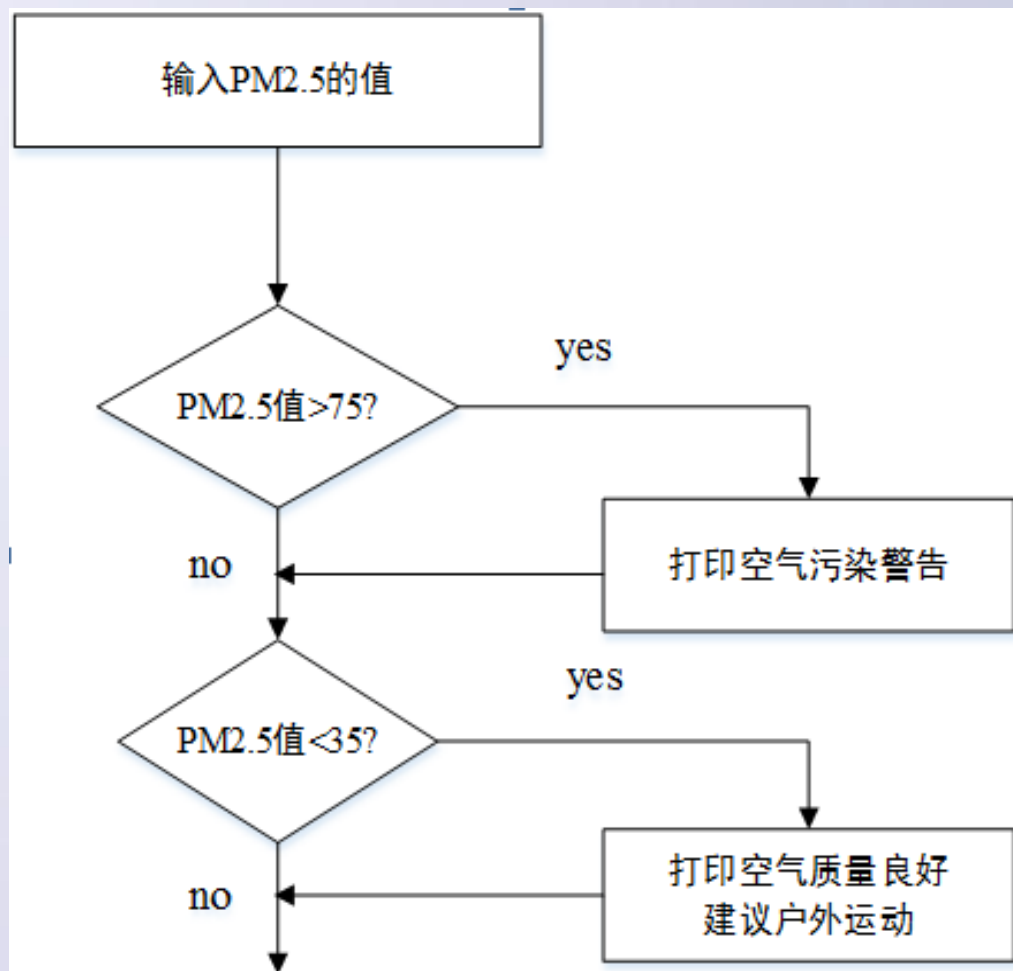 输入PM2.5的值
yes
PM2.5值>75?
no
打印空气污染警告
yes
PM2.5值<35?
打印空气质量良好
建议户外运动
no